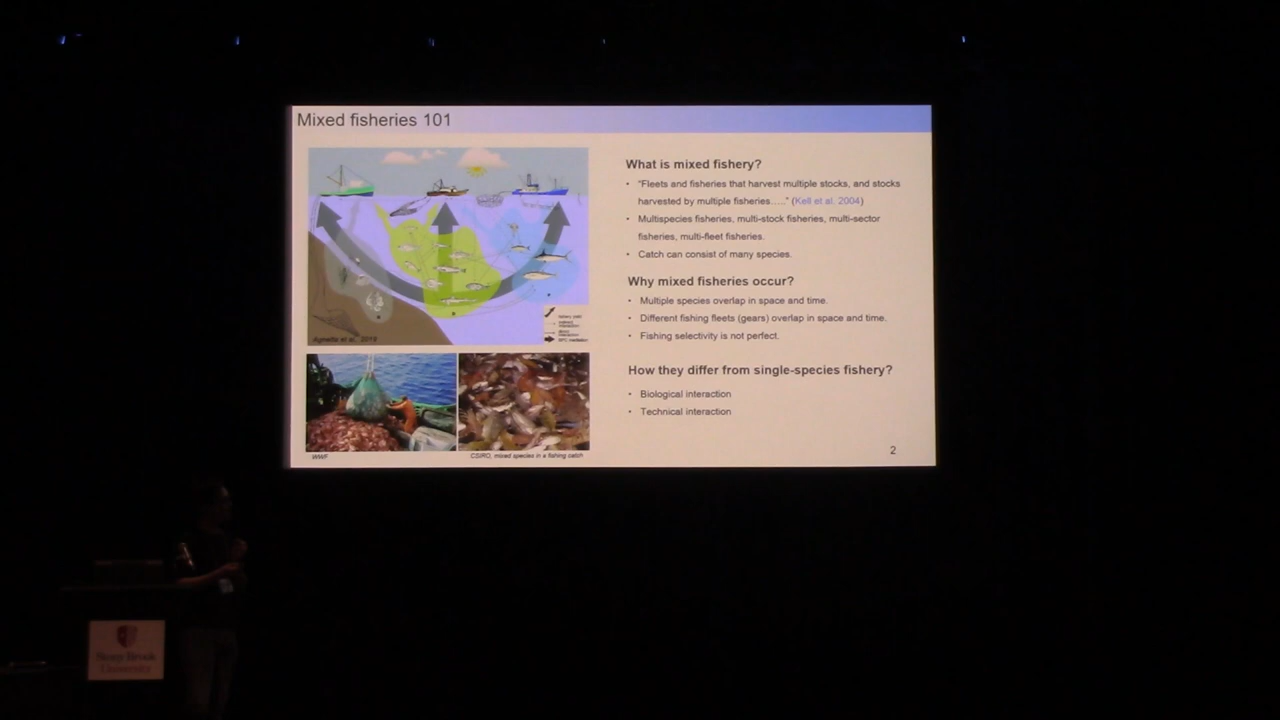 Mixed fisheries 101
What is mixed fishery?
• “Fleets and fisheries that harvest multiple stocks, and stocks
harvested by multiple fisheries…..” (Kell et al. 2004)
• Multispecies fisheries, multi-stock fisheries, multi-sector
fisheries, multi-fleet fisheries.
• Catch can consist of many species.
Why mixed fisheries occur?
• Multiple species overlap in space and time.
• Different fishing fleets (gears) overlap in space and time.
• Fishing selectivity is not perfect.
How they differ from single-species fishery?
• Biological interaction
• Technical interaction
et al., 2019
WWF
CSIRO, mixed species in a fishing catch
2
Stony Brook
University